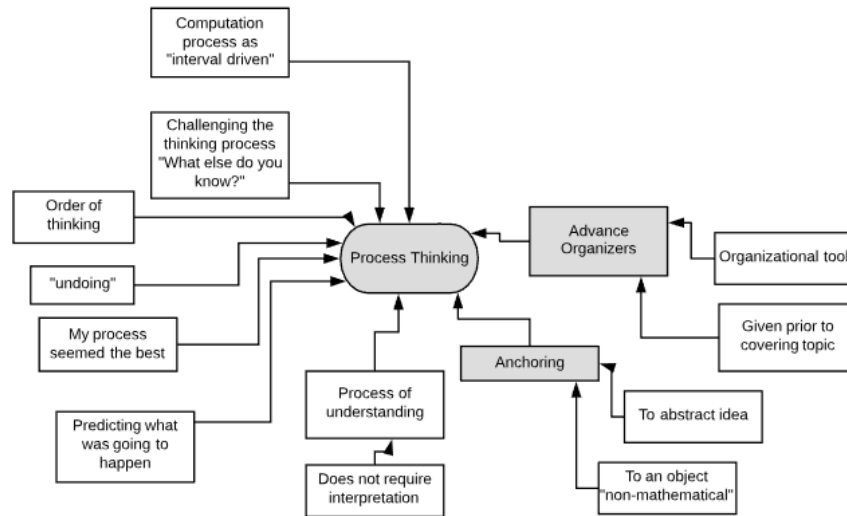 Computation
process as
"interval driven"
Challenging the
thinking process
"What else do you
know?"
Order of
thinking
"undoing"
My process
seemed the best
Predicting what
was going to
happen
Process Thinking
Process of
understanding
Does not require
interpretation
Advance
Organizers
Organizational tool
Given prior to
covering topic
Anchoring
To abstract idea
To an object
"non-mathematical"